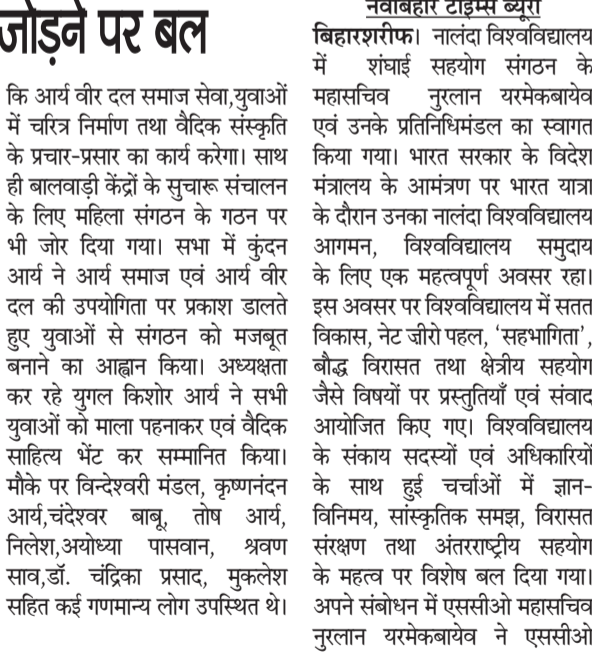 जोड़ने पर बल
कि आर्य वीर दल समाज सेवा,युवाओं
में चरित्र निर्माण तथा वैदिक संस्कृति
के प्रचार-प्रसार का कार्य करेगा। साथ
ही बालवाड़ी केंद्रों के सुचारू संचालन
के लिए महिला संगठन के गठन पर
भी जोर दिया गया। सभा में कुंदन
आर्य ने आर्य समाज एवं आर्य वीर
दल की उपयोगिता पर प्रकाश डालते
हुए युवाओं से संगठन को मजबूत
बनाने का आह्वान किया। अध्यक्षता
कर रहे युगल किशोर आर्य ने सभी
युवाओं को माला पहनाकर एवं वैदिक
साहित्य भेंट कर सम्मानित किया।
मौके पर विन्देश्वरी मंडल, कृष्णनंदन
आर्य,चंदेश्वर बाबू, तोष आर्य,
निलेश,अयोध्या पासवान, श्रवण
साव,डॉ. चंद्रिका प्रसाद, मुकलेश
सहित कई गणमान्य लोग उपस्थित थे।
नवबिहार टाइम्स ब्यूरो
बिहारशरीफ। नालंदा विश्वविद्यालय
में शंघाई सहयोग संगठन के
महासचिव नुरलान यरमेकबायेव
एवं उनके प्रतिनिधिमंडल का स्वागत
किया गया। भारत सरकार के विदेश
मंत्रालय के आमंत्रण पर भारत यात्रा
के दौरान उनका नालंदा विश्वविद्यालय
आगमन, विश्वविद्यालय समुदाय
के लिए एक महत्वपूर्ण अवसर रहा।
इस अवसर पर विश्वविद्यालय में सतत
विकास, नेट ज़ीरो पहल, ‘सहभागिता’,
बौद्ध विरासत तथा क्षेत्रीय सहयोग
जैसे विषयों पर प्रस्तुतियाँ एवं संवाद
आयोजित किए गए। विश्वविद्यालय
के संकाय सदस्यों एवं अधिकारियों
के साथ हुई चर्चाओं में ज्ञान-
विनिमय, सांस्कृतिक समझ, विरासत
संरक्षण तथा अंतरराष्ट्रीय सहयोग
के महत्व पर विशेष बल दिया गया।
अपने संबोधन में एससीओ महासचिव
नुरलान यरमेकबायेव ने एससीओ